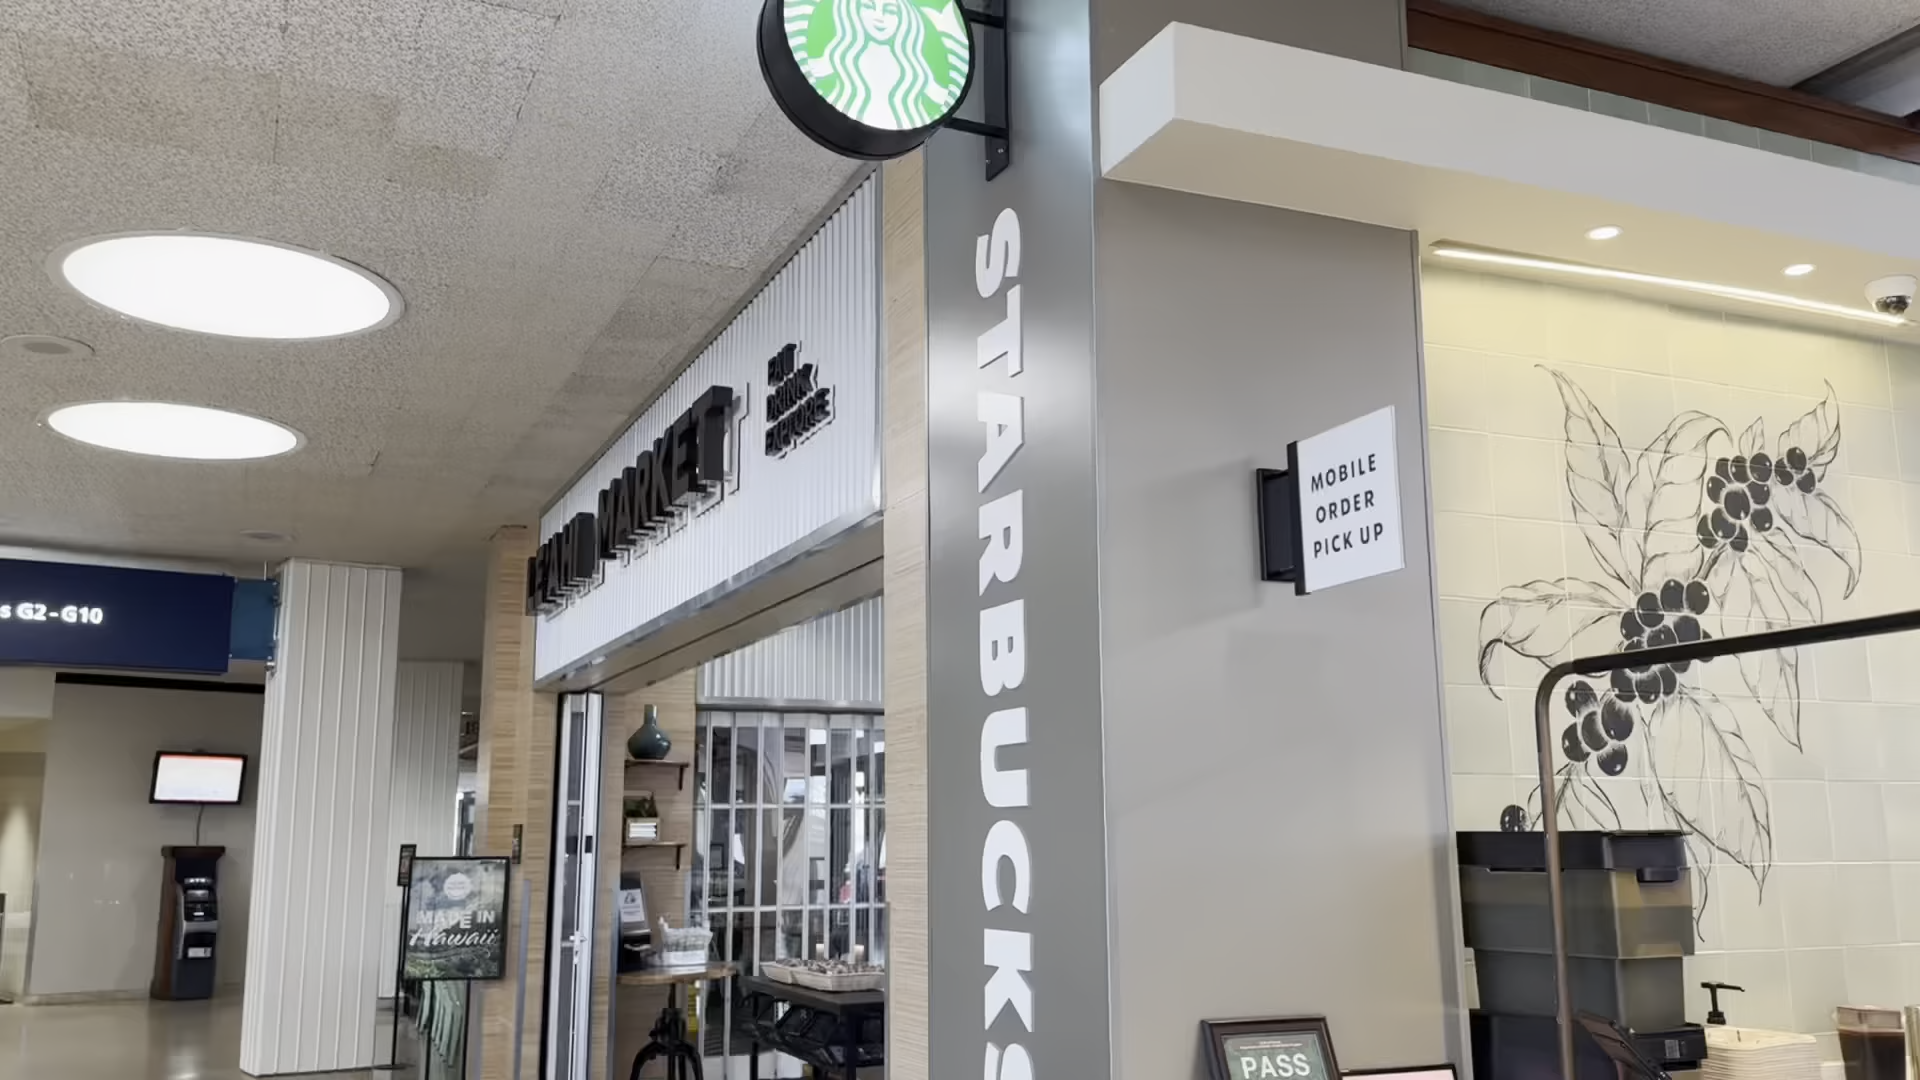 STARBUCKS
MOBILE
ORDER
PICK UP
MARKET
EAT
DRINK
EXPLORE
G2-G10
MADE IN
Hawaii
PASS